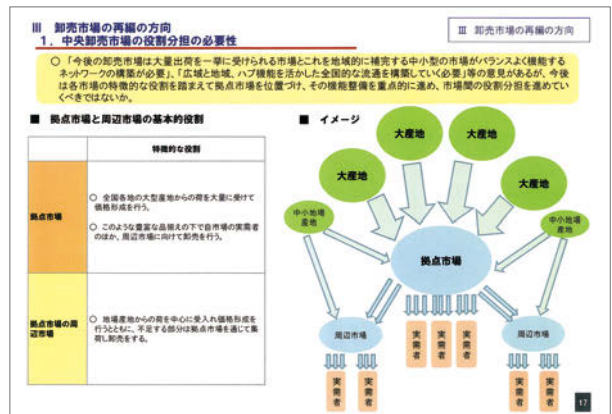 Ⅲ 卸売市場の再編の方向
1．中央卸売市場の役割分担の必要性
Ⅲ 卸売市場の再編の方向
○ 「今後の卸売市場は大量出荷を一挙に受けられる市場とこれを地域的に補完する中小型の市場がバランスよく機能する
ネットワークの構築が必要」、「広域と地域、ハブ機能を活かした全国的な流通を構築していく必要」等の意見があるが、今後
は各市場の特徴的な役割を踏まえて拠点市場を位置づけ、その機能整備を重点的に進め、市場間の役割分担を進めてい
くべきではないか。
■ 拠点市場と周辺市場の基本的役割
特徴的な役割
拠点市場
○ 全国各地の大型産地からの荷を大量に受けて
価格形成を行う。
○ このような豊富な品揃えの下で自市場の実需者
のほか、周辺市場に向けて卸売を行う。
拠点市場の周
辺市場
○ 地場産地からの荷を中心に受入れ価格形成を
行うとともに、不足する部分は拠点市場を通じて集
荷し卸売をする。
■ イメージ
大産地
大産地
大産地
大産地
中小地場
産地
中小地場
産地
拠点市場
周辺市場
周辺市場
実需者
実需者
実需者
実需者
実需者
実需者
実需者
17